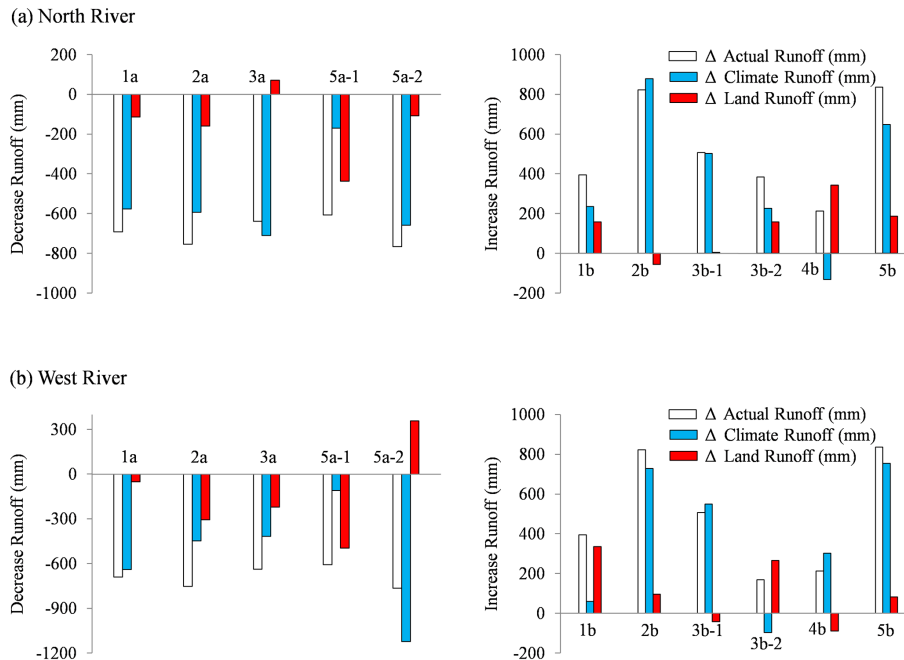 (a) North River
200
0
-200
-400
-600
-800
-1000
Decrease Runoff (mm)
1a 2a 3a 5a-1 5a-2
1000
800
600
400
200
0
-200
Increase Runoff (mm)
Δ Actual Runoff (mm)
Δ Climate Runoff (mm)
Δ Land Runoff (mm)
1b 2b 3b-1 3b-2 4b 5b
(b) West River
300
0
-300
-600
-900
-1200
Decrease Runoff (mm)
1a 2a 3a 5a-1 5a-2
1000
800
600
400
200
0
-200
Increase Runoff (mm)
Δ Actual Runoff (mm)
Δ Climate Runoff (mm)
Δ Land Runoff (mm)
1b 2b 3b-1 3b-2 4b 5b